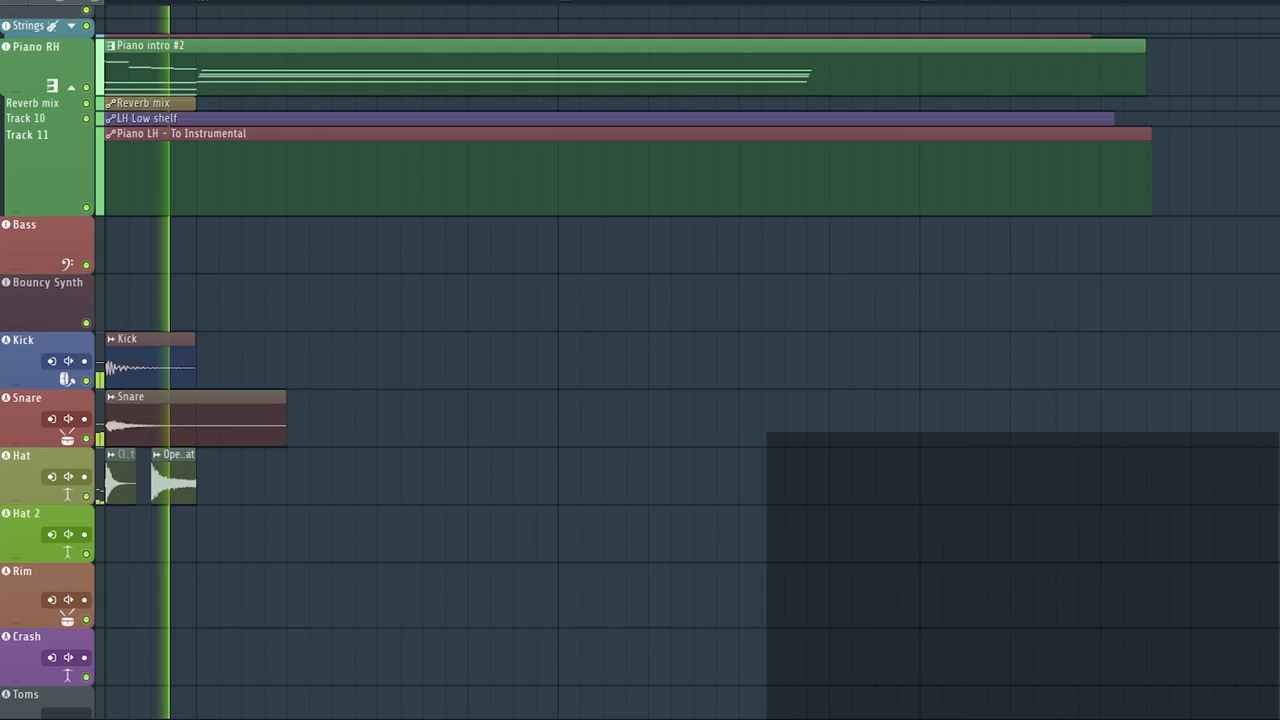 Strings
Piano RH
Piano intro #2
Reverb mix
Reverb mix
Track 10
LH Low shelf
Track 11
Piano LH - To Instrumental
Bass
Bouncy Synth
Kick
Kick
Snare
Snare
Hat
Cl..t
Ope..at
Hat 2
Rim
Crash
Toms